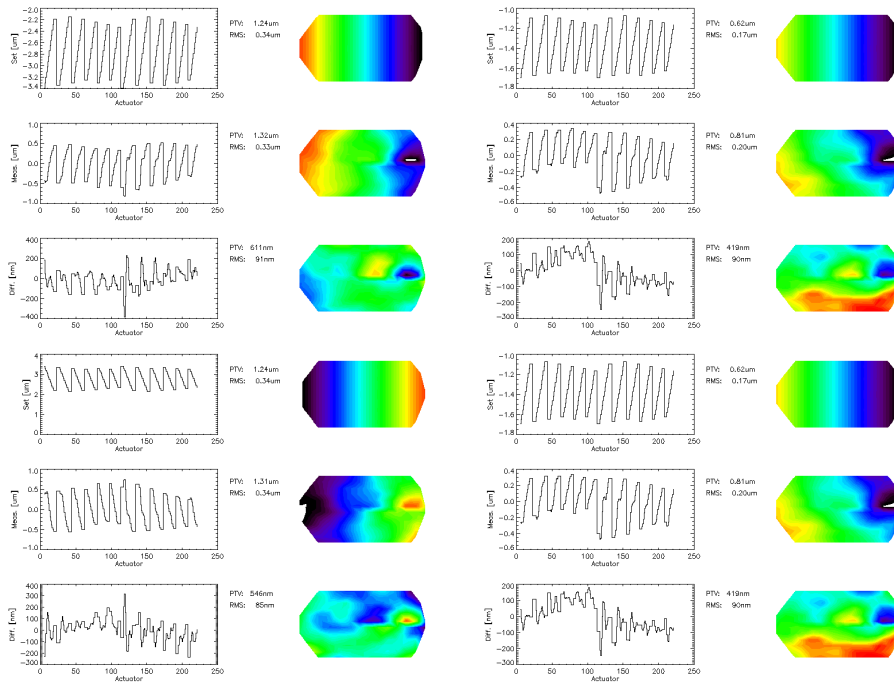 Set [um]
-2.0
-2.2
-2.4
-2.6
-2.8
-3.0
-3.2
-3.4
0 50 100 150 200 250
Actuator
PTV: 1.24um
RMS: 0.34um
Set [um]
-1.0
-1.2
-1.4
-1.6
-1.8
0 50 100 150 200 250
Actuator
PTV: 0.62um
RMS: 0.17um
Meas. [um]
1.0
0.5
0.0
-0.5
-1.0
0 50 100 150 200 250
Actuator
PTV: 1.32um
RMS: 0.33um
Meas. [um]
0.4
0.2
0.0
-0.2
-0.4
-0.6
0 50 100 150 200 250
Actuator
PTV: 0.81um
RMS: 0.20um
Diff. [nm]
400
200
0
-200
-400
0 50 100 150 200 250
Actuator
PTV: 611nm
RMS: 91nm
Diff. [nm]
200
100
0
-100
-200
-300
0 50 100 150 200 250
Actuator
PTV: 419nm
RMS: 90nm
Set [um]
4
3
2
1
0
0 50 100 150 200 250
Actuator
PTV: 1.24um
RMS: 0.34um
Set [um]
-1.0
-1.2
-1.4
-1.6
-1.8
0 50 100 150 200 250
Actuator
PTV: 0.62um
RMS: 0.17um
Meas. [um]
1.0
0.5
0.0
-0.5
-1.0
0 50 100 150 200 250
Actuator
PTV: 1.31um
RMS: 0.34um
Meas. [um]
0.4
0.2
0.0
-0.2
-0.4
-0.6
0 50 100 150 200 250
Actuator
PTV: 0.81um
RMS: 0.20um
Diff. [nm]
400
300
200
100
0
-100
-200
-300
0 50 100 150 200 250
Actuator
PTV: 546nm
RMS: 85nm
Diff. [nm]
200
100
0
-100
-200
-300
0 50 100 150 200 250
Actuator
PTV: 419nm
RMS: 90nm